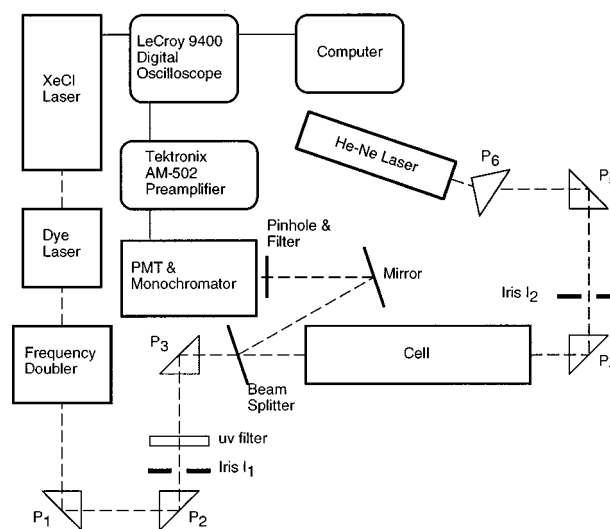 XeCl
Laser
LeCroy 9400
Digital
Oscilloscope
Computer
He-Ne Laser
P6
Tektronix
AM-502
Preamplifier
Dye
Laser
Pinhole &
Filter
PMT &
Monochromator
Mirror
Iris I2
Frequency
Doubler
P3
Cell
Beam
Splitter
uv filter
Iris I1
P1
P2